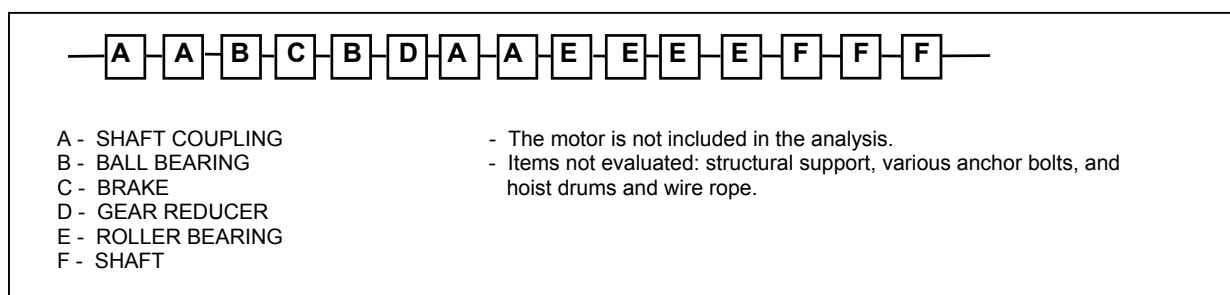 A A B C B D A A E E E E F F F
A - SHAFT COUPLING
B - BALL BEARING
C - BRAKE
D - GEAR REDUCER
E - ROLLER BEARING
F - SHAFT
- The motor is not included in the analysis.
- Items not evaluated: structural support, various anchor bolts, and
hoist drums and wire rope.